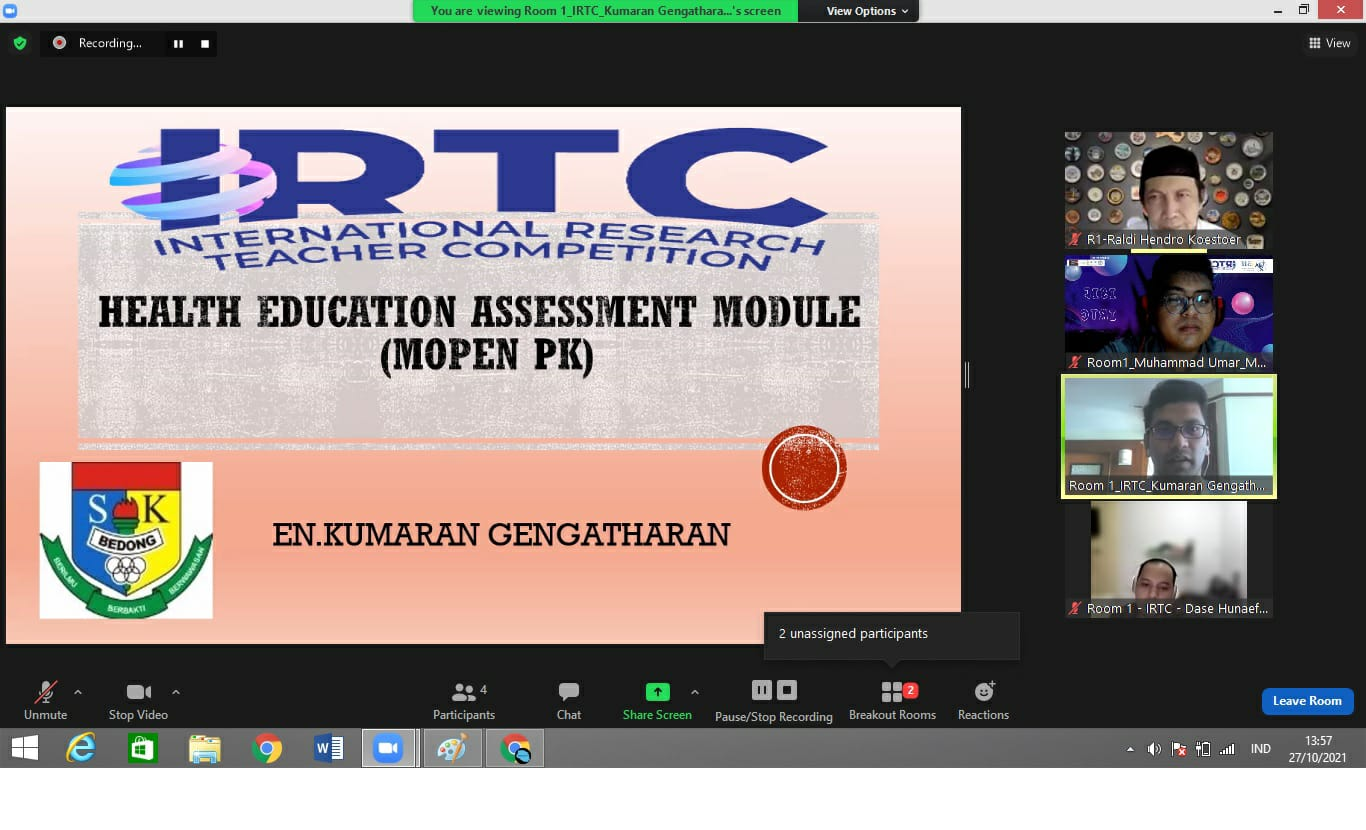 You are viewing Room 1_IRTC_Kumaran Gengathara...'s screen
View Options
Recording...
View
IRTC
INTERNATIONAL RESEARCH
TEACHER COMPETITION
HEALTH EDUCATION ASSESSMENT MODULE
(MOPEN PK)
SK
BEDONG
BERILMU
BERBAKTI
BERWAWASAN
EN.KUMARAN GENGATHARAN
R1-Raldi Hendro Koestoer
Room1_Muhammad Umar_M...
Room 1_IRTC_Kumaran Gengath...
Room 1 - IRTC - Dase Hunaef...
2 unassigned participants
Unmute
Stop Video
4
Participants
Chat
Share Screen
Pause/Stop Recording
2
Breakout Rooms
Reactions
Leave Room
IND
13:57
27/10/2021